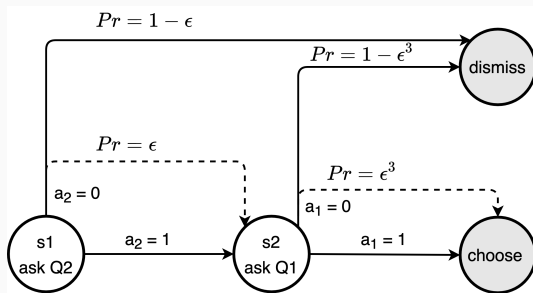 Pr = 1 − ϵ
Pr = 1 − ϵ³
dismiss
Pr = ϵ
Pr = ϵ³
a₂ = 0
a₁ = 0
s1
ask Q2
a₂ = 1
s2
ask Q1
a₁ = 1
choose